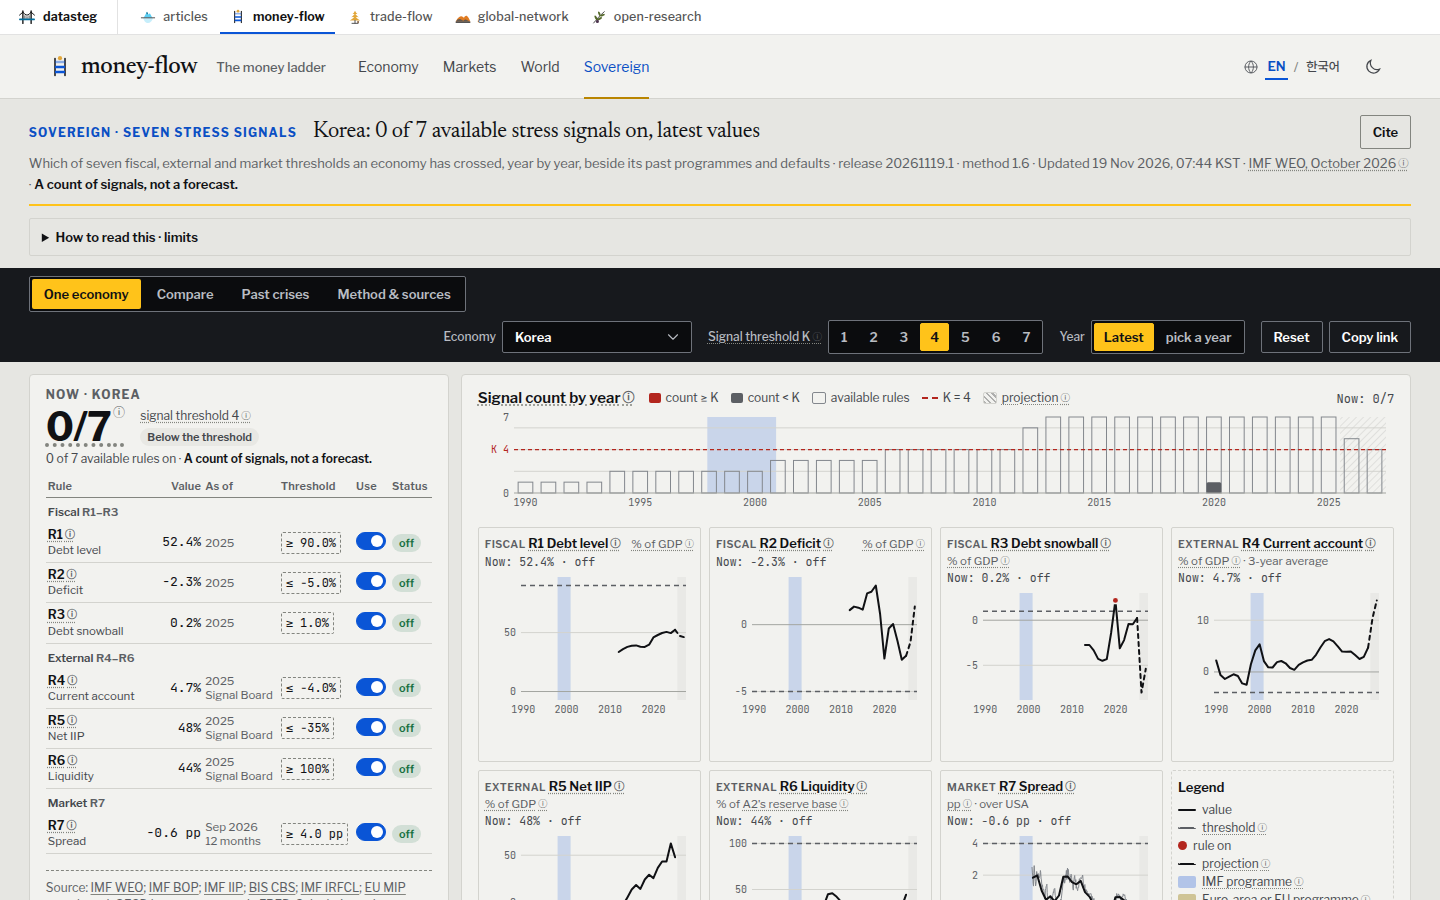 datasteg articles money-flow trade-flow global-network open-research
money-flow The money ladder Economy Markets World Sovereign EN / 한국어
SOVEREIGN · SEVEN STRESS SIGNALS Korea: 0 of 7 available stress signals on, latest values Cite
Which of seven fiscal, external and market thresholds an economy has crossed, year by year, beside its past programmes and defaults · release 20261119.1 · method 1.6 · Updated 19 Nov 2026, 07:44 KST · IMF WEO, October 2026 ⓘ
· A count of signals, not a forecast.
▶ How to read this · limits
One economy Compare Past crises Method & sources
Economy Korea Signal threshold K ⓘ 1 2 3 4 5 6 7 Year Latest pick a year Reset Copy link
NOW · KOREA
0/7 ⓘ signal threshold 4 ⓘ
Below the threshold
0 of 7 available rules on · A count of signals, not a forecast.
Rule Value As of Threshold Use Status
Fiscal R1–R3
R1 ⓘ 52.4% 2025 ≥ 90.0% off
Debt level
R2 ⓘ -2.3% 2025 ≤ -5.0% off
Deficit
R3 ⓘ 0.2% 2025 ≥ 1.0% off
Debt snowball
External R4–R6
R4 ⓘ 4.7% 2025 ≤ -4.0% off
Current account Signal Board
R5 ⓘ 48% 2025 ≤ -35% off
Net IIP Signal Board
R6 ⓘ 44% 2025 ≥ 100% off
Liquidity Signal Board
Market R7
R7 ⓘ -0.6 pp Sep 2026 ≥ 4.0 pp off
Spread 12 months
Source: IMF WEO; IMF BOP; IMF IIP; BIS CBS; IMF IRFCL; EU MIP
Signal count by year ⓘ count ≥ K count < K available rules K = 4 projection ⓘ Now: 0/7
7
K 4
0
1990 1995 2000 2005 2010 2015 2020 2025
FISCAL R1 Debt level ⓘ % of GDP ⓘ
Now: 52.4% · off
50
0
1990 2000 2010 2020
FISCAL R2 Deficit ⓘ % of GDP ⓘ
Now: -2.3% · off
0
-5
1990 2000 2010 2020
FISCAL R3 Debt snowball ⓘ
% of GDP ⓘ
Now: 0.2% · off
0
-5
1990 2000 2010 2020
EXTERNAL R4 Current account ⓘ
% of GDP ⓘ · 3-year average
Now: 4.7% · off
10
0
1990 2000 2010 2020
EXTERNAL R5 Net IIP ⓘ
% of GDP ⓘ
Now: 48% · off
50
EXTERNAL R6 Liquidity ⓘ
% of A2's reserve base ⓘ
Now: 44% · off
100
50
MARKET R7 Spread ⓘ
pp ⓘ · over USA
Now: -0.6 pp · off
4
2
Legend
value
threshold ⓘ
rule on
projection ⓘ
IMF programme ⓘ
Euro-area or EU programme ⓘ